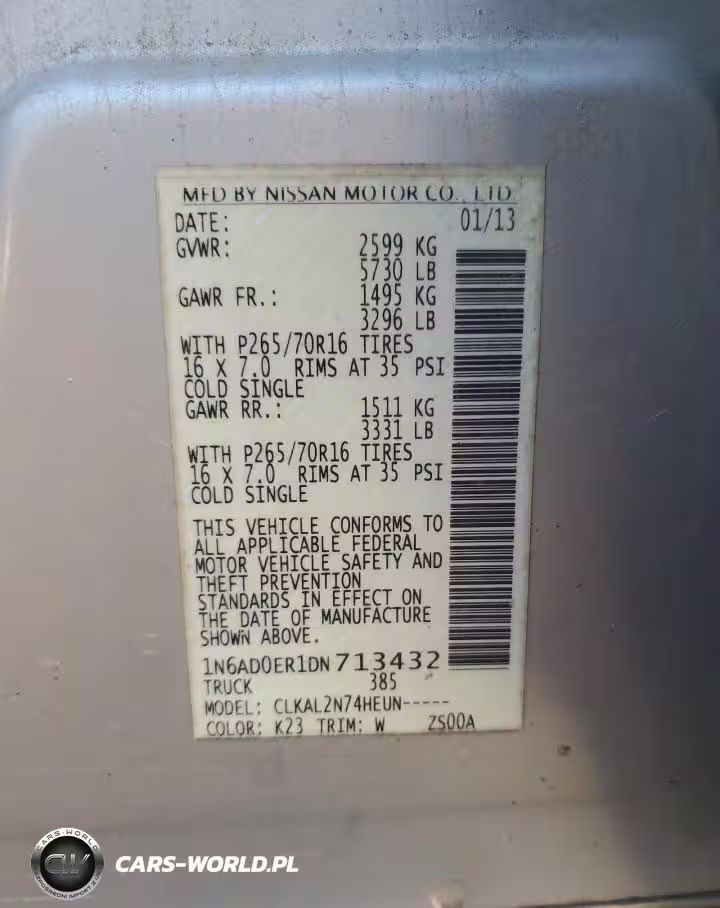 MFD BY NISSAN MOTOR CO., LTD.
DATE: 01/13
GVWR: 2599 KG
5730 LB
GAWR FR.: 1495 KG
3296 LB
WITH P265/70R16 TIRES
16 X 7.0 RIMS AT 35 PSI
COLD SINGLE
GAWR RR.: 1511 KG
3331 LB
WITH P265/70R16 TIRES
16 X 7.0 RIMS AT 35 PSI
COLD SINGLE
THIS VEHICLE CONFORMS TO
ALL APPLICABLE FEDERAL
MOTOR VEHICLE SAFETY AND
THEFT PREVENTION
STANDARDS IN EFFECT ON
THE DATE OF MANUFACTURE
SHOWN ABOVE.
1N6AD0ER1DN713432
TRUCK 385
MODEL: CLKAL2N74HEUN-----
COLOR: K23 TRIM: W ZS00A
CARS-WORLD
CW
CARS-WORLD.PL